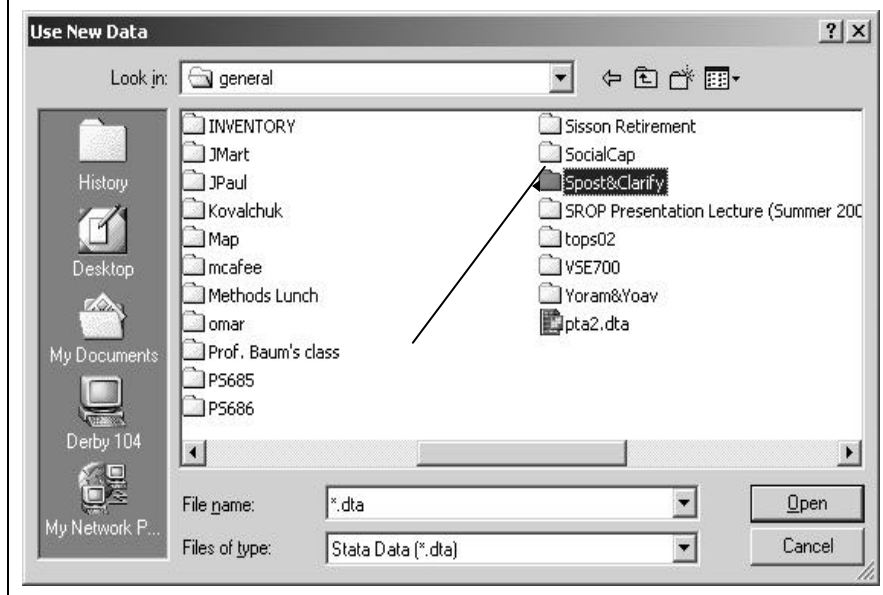 Use New Data
Look in: general
History
Desktop
My Documents
Derby 104
My Network P...
INVENTORY
JMart
JPaul
Kovalchuk
Map
mcafee
Methods Lunch
omar
Prof. Baum's class
PS685
PS686
Sisson Retirement
SocialCap
Spost&Clarify
SROP Presentation Lecture (Summer 200
tops02
VSE700
Yoram&Yoav
pta2.dta
File name: *.dta
Open
Files of type: Stata Data (*.dta)
Cancel